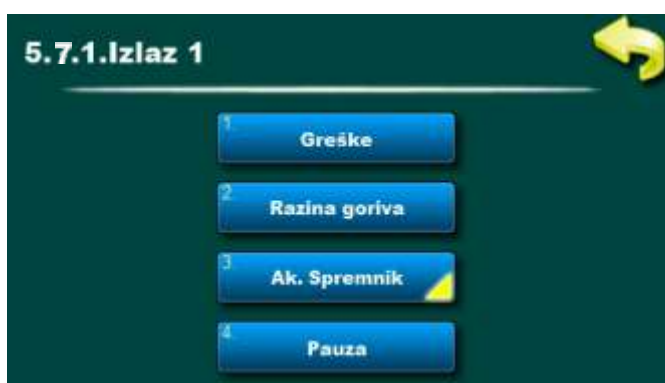 5.7.1.Izlaz 1
1
Greške
2
Razina goriva
3
Ak. Spremnik
4
Pauza